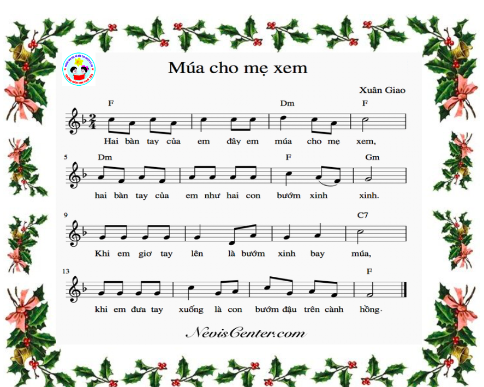 Múa cho mẹ xem
Xuân Giao
F Dm F
2 4
Hai bàn tay của em đây em múa cho mẹ xem,
5 Dm F Gm
hai bàn tay của em như hai con bướm xinh xinh.
9 C7
Khi em giơ tay lên là bướm xinh bay múa,
13 F
khi em đưa tay xuống là con bướm đậu trên cành hồng.
NevisCenter.com